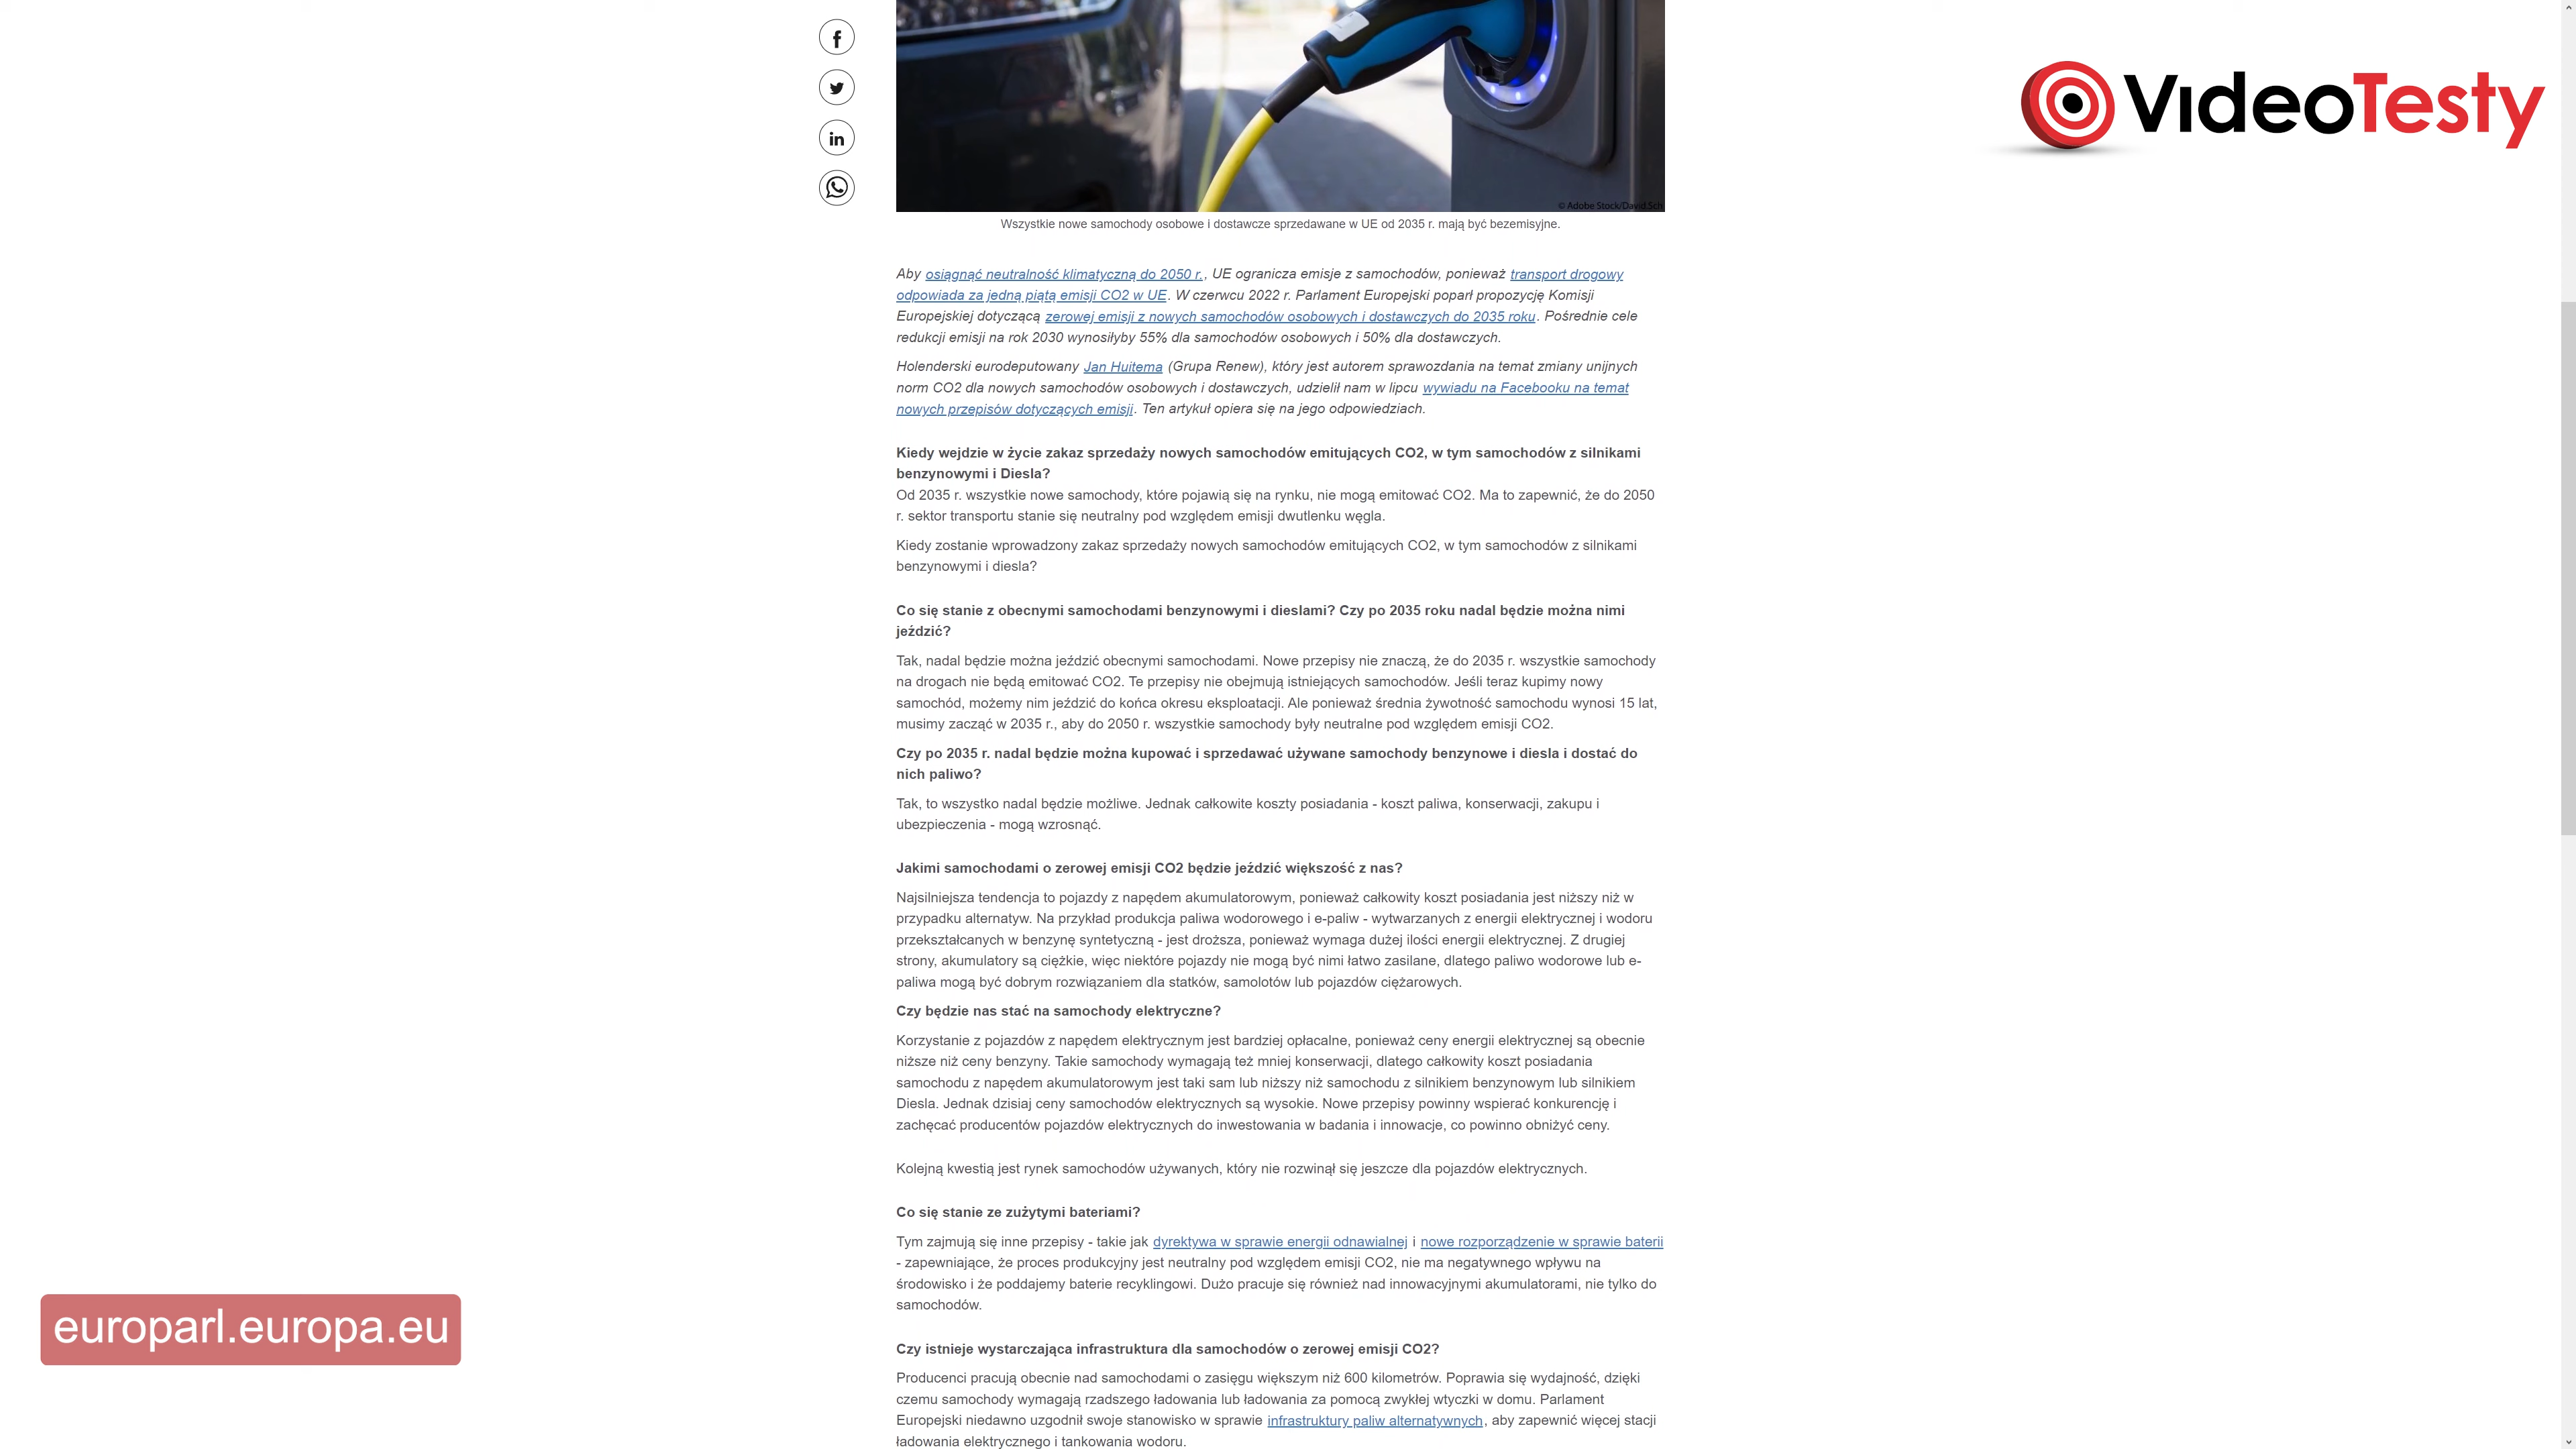 VideoTesty
© Adobe Stock/David.Sch
Wszystkie nowe samochody osobowe i dostawcze sprzedawane w UE od 2035 r. mają być bezemisyjne.
Aby osiągnąć neutralność klimatyczną do 2050 r., UE ogranicza emisje z samochodów, ponieważ transport drogowy
odpowiada za jedną piątą emisji CO2 w UE. W czerwcu 2022 r. Parlament Europejski poparł propozycję Komisji
Europejskiej dotyczącą zerowej emisji z nowych samochodów osobowych i dostawczych do 2035 roku. Pośrednie cele
redukcji emisji na rok 2030 wynosiłyby 55% dla samochodów osobowych i 50% dla dostawczych.
Holenderski eurodeputowany Jan Huitema (Grupa Renew), który jest autorem sprawozdania na temat zmiany unijnych
norm CO2 dla nowych samochodów osobowych i dostawczych, udzielił nam w lipcu wywiadu na Facebooku na temat
nowych przepisów dotyczących emisji. Ten artykuł opiera się na jego odpowiedziach.
Kiedy wejdzie w życie zakaz sprzedaży nowych samochodów emitujących CO2, w tym samochodów z silnikami
benzynowymi i Diesla?
Od 2035 r. wszystkie nowe samochody, które pojawią się na rynku, nie mogą emitować CO2. Ma to zapewnić, że do 2050
r. sektor transportu stanie się neutralny pod względem emisji dwutlenku węgla.
Kiedy zostanie wprowadzony zakaz sprzedaży nowych samochodów emitujących CO2, w tym samochodów z silnikami
benzynowymi i diesla?
Co się stanie z obecnymi samochodami benzynowymi i dieslami? Czy po 2035 roku nadal będzie można nimi
jeździć?
Tak, nadal będzie można jeździć obecnymi samochodami. Nowe przepisy nie znaczą, że do 2035 r. wszystkie samochody
na drogach nie będą emitować CO2. Te przepisy nie obejmują istniejących samochodów. Jeśli teraz kupimy nowy
samochód, możemy nim jeździć do końca okresu eksploatacji. Ale ponieważ średnia żywotność samochodu wynosi 15 lat,
musimy zacząć w 2035 r., aby do 2050 r. wszystkie samochody były neutralne pod względem emisji CO2.
Czy po 2035 r. nadal będzie można kupować i sprzedawać używane samochody benzynowe i diesla i dostać do
nich paliwo?
Tak, to wszystko nadal będzie możliwe. Jednak całkowite koszty posiadania - koszt paliwa, konserwacji, zakupu i
ubezpieczenia - mogą wzrosnąć.
Jakimi samochodami o zerowej emisji CO2 będzie jeździć większość z nas?
Najsilniejsza tendencja to pojazdy z napędem akumulatorowym, ponieważ całkowity koszt posiadania jest niższy niż w
przypadku alternatyw. Na przykład produkcja paliwa wodorowego i e-paliw - wytwarzanych z energii elektrycznej i wodoru
przekształcanych w benzynę syntetyczną - jest droższa, ponieważ wymaga dużej ilości energii elektrycznej. Z drugiej
strony, akumulatory są ciężkie, więc niektóre pojazdy nie mogą być nimi łatwo zasilane, dlatego paliwo wodorowe lub e-
paliwa mogą być dobrym rozwiązaniem dla statków, samolotów lub pojazdów ciężarowych.
Czy będzie nas stać na samochody elektryczne?
Korzystanie z pojazdów z napędem elektrycznym jest bardziej opłacalne, ponieważ ceny energii elektrycznej są obecnie
niższe niż ceny benzyny. Takie samochody wymagają też mniej konserwacji, dlatego całkowity koszt posiadania
samochodu z napędem akumulatorowym jest taki sam lub niższy niż samochodu z silnikiem benzynowym lub silnikiem
Diesla. Jednak dzisiaj ceny samochodów elektrycznych są wysokie. Nowe przepisy powinny wspierać konkurencję i
zachęcać producentów pojazdów elektrycznych do inwestowania w badania i innowacje, co powinno obniżyć ceny.
Kolejną kwestią jest rynek samochodów używanych, który nie rozwinął się jeszcze dla pojazdów elektrycznych.
Co się stanie ze zużytymi bateriami?
Tym zajmują się inne przepisy - takie jak dyrektywa w sprawie energii odnawialnej i nowe rozporządzenie w sprawie baterii
- zapewniające, że proces produkcyjny jest neutralny pod względem emisji CO2, nie ma negatywnego wpływu na
środowisko i że poddajemy baterie recyklingowi. Dużo pracuje się również nad innowacyjnymi akumulatorami, nie tylko do
samochodów.
europarl.europa.eu
Czy istnieje wystarczająca infrastruktura dla samochodów o zerowej emisji CO2?
Producenci pracują obecnie nad samochodami o zasięgu większym niż 600 kilometrów. Poprawia się wydajność, dzięki
czemu samochody wymagają rzadszego ładowania lub ładowania za pomocą zwykłej wtyczki w domu. Parlament
Europejski niedawno uzgodnił swoje stanowisko w sprawie infrastruktury paliw alternatywnych, aby zapewnić więcej stacji
ładowania elektrycznego i tankowania wodoru.